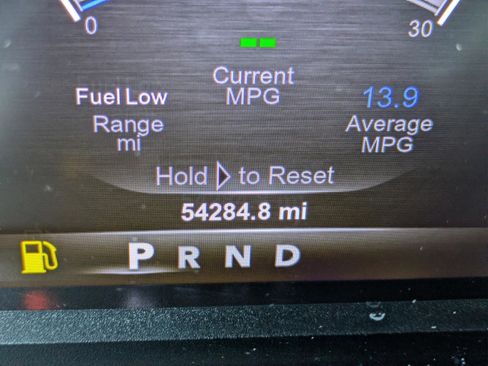 0
30
Current
MPG
Fuel Low
Range
mi
13.9
Average
MPG
Hold ▷ to Reset
54284.8 mi
P R N D